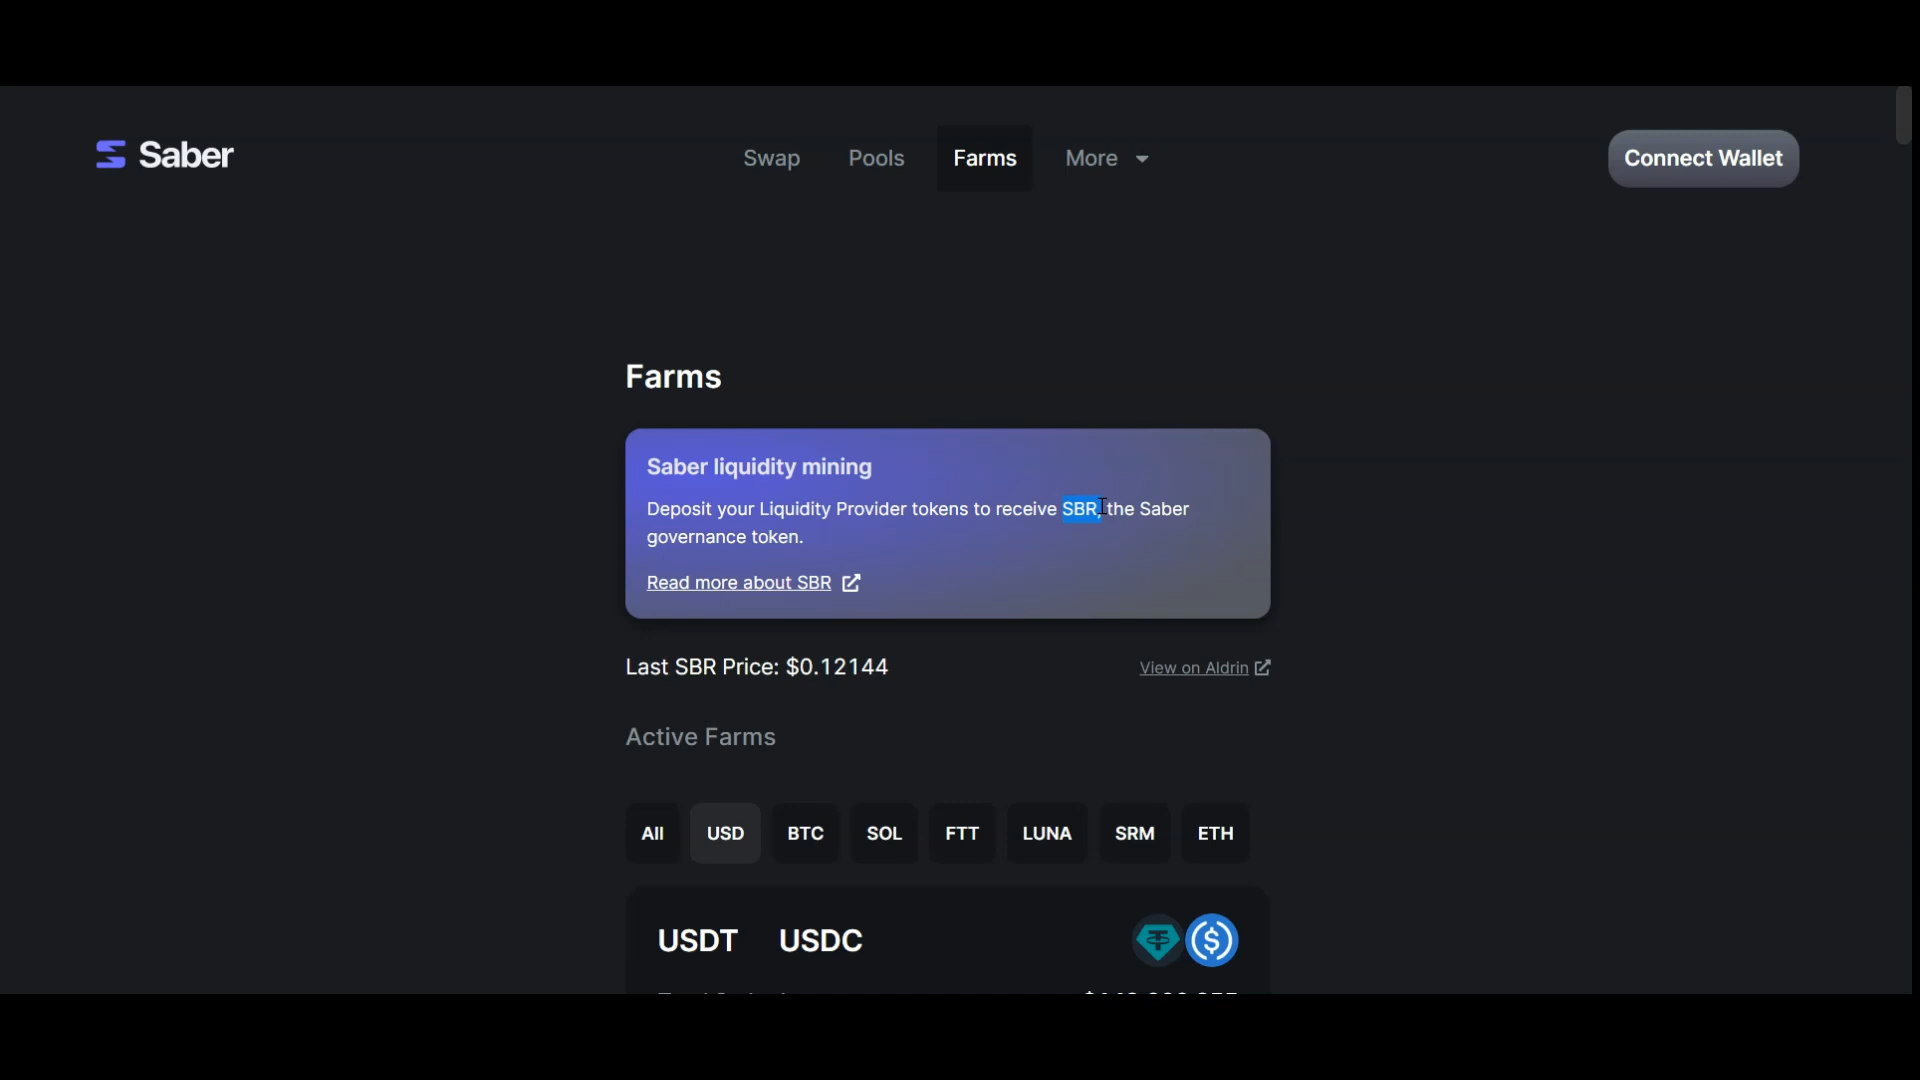 Saber
Swap Pools Farms More Connect Wallet
Farms
Saber liquidity mining
Deposit your Liquidity Provider tokens to receive SBR, the Saber
governance token.
Read more about SBR
Last SBR Price: $0.12144 View on Aldrin
Active Farms
All USD BTC SOL FTT LUNA SRM ETH
USDT USDC